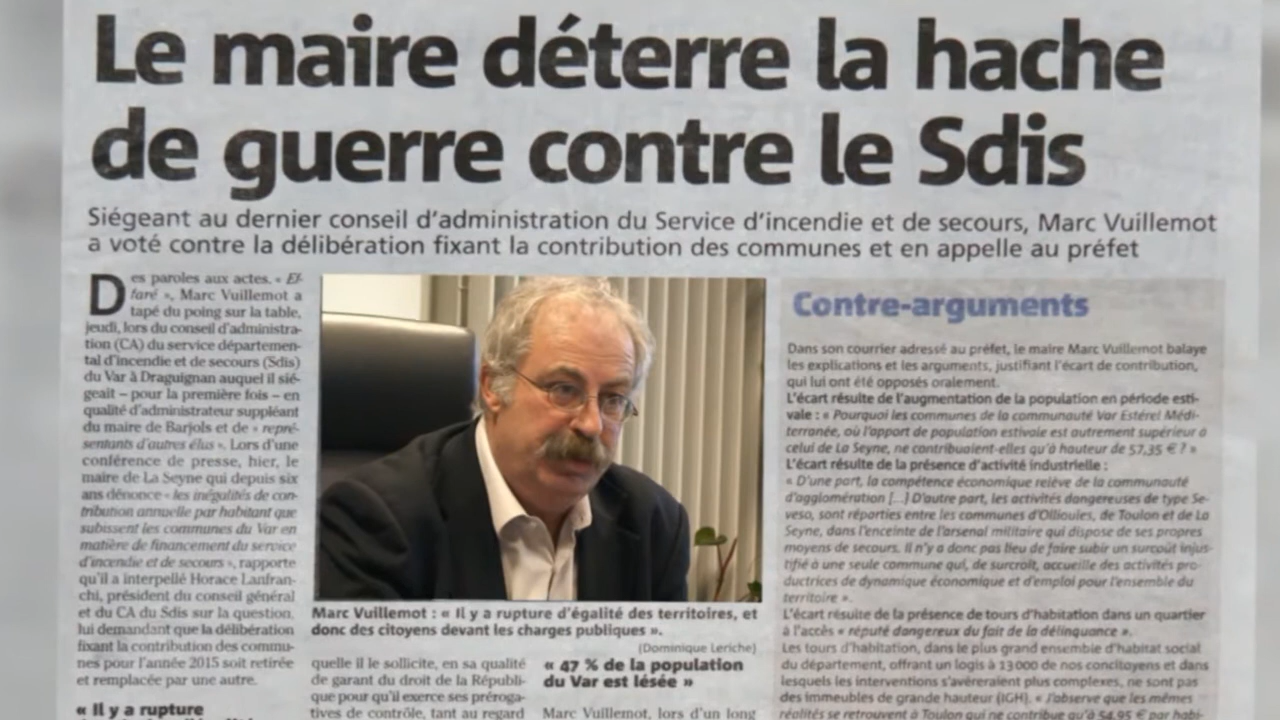 Le maire déterre la hache
de guerre contre le Sdis
Siégeant au dernier conseil d'administration du Service d'incendie et de secours, Marc Vuillemot
a voté contre la délibération fixant la contribution des communes et en appelle au préfet
Des paroles aux actes. « Ef-
faré », Marc Vuillemot a
tapé du poing sur la table,
jeudi, lors du conseil d'administra-
tion (CA) du service départemen-
tal d'incendie et de secours (Sdis)
du Var à Draguignan auquel il sié-
geait – pour la première fois – en
qualité d'administrateur suppléant
du maire de Barjols et de « repré-
sentants d'autres élus ». Lors d'une
conférence de presse, hier, le
maire de La Seyne qui depuis six
ans dénonce « les inégalités de con-
tribution annuelle par habitant que
subissent les communes du Var en
matière de financement du service
d'incendie et de secours », rapporte
qu'il a interpellé Horace Lanfran-
chi, président du conseil général
et du CA du Sdis sur la question,
lui demandant que la délibération
fixant la contribution des commu-
nes pour l'année 2015 soit retirée
et remplacée par une autre.
« Il y a rupture
Marc Vuillemot : « Il y a rupture d'égalité des territoires, et
donc des citoyens devant les charges publiques ».
(Dominique Leriche)
quelle il le sollicite, en sa qualité
de garant du droit de la Républi-
que pour qu'il exerce ses préroga-
tives de contrôle, tant au regard
« 47 % de la population
du Var est lésée »
Marc Vuillemot, lors d'un long
Contre-arguments
Dans son courrier adressé au préfet, le maire Marc Vuillemot balaye
les explications et les arguments, justifiant l'écart de contribution,
qui lui ont été opposés oralement.
L'écart résulte de l'augmentation de la population en période esti-
vale : « Pourquoi les communes de la communauté Var Estérel Médi-
terranée, où l'apport de population estivale est autrement supérieur à
celui de La Seyne, ne contribuaient-elles qu'à hauteur de 57,35 € ? »
L'écart résulte de la présence d'activité industrielle :
« D'une part, la compétence économique relève de la communauté
d'agglomération [...] D'autre part, les activités dangereuses de type Se-
veso, sont réparties entre les communes d'Ollioules, de Toulon et de La
Seyne, dans l'enceinte de l'arsenal militaire qui dispose de ses propres
moyens de secours. Il n'y a donc pas lieu de faire subir un surcoût injus-
tifié à une seule commune qui, de surcroît, accueille des activités pro-
ductrices de dynamique économique et d'emploi pour l'ensemble du
territoire ».
L'écart résulte de la présence de tours d'habitation dans un quartier
à l'accès « réputé dangereux du fait de la délinquance ».
Les tours d'habitation, dans le plus grand ensemble d'habitat social
du département, offrant un logis à 13 000 de nos concitoyens et dans
lesquels les interventions s'avéreraient plus complexes, ne sont pas
des immeubles de grande hauteur (IGH). « J'observe que les mêmes
réalités se retrouvent à Toulon qui ne contribue qu'à 54,95 € par habi-